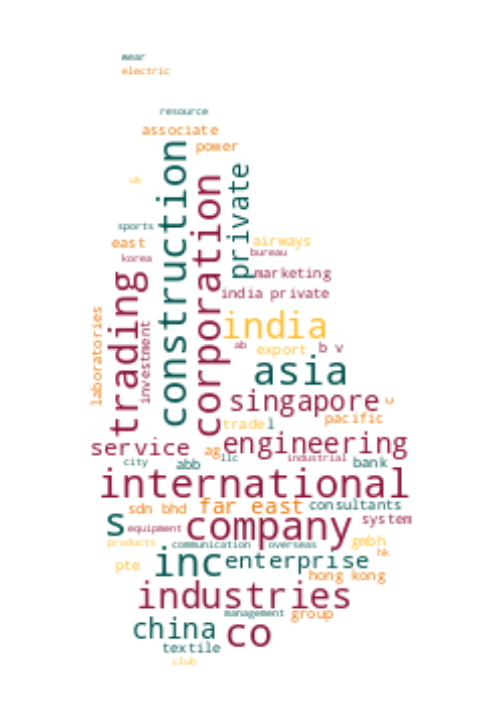 wear
electric
resource
associate
construction
power
private
corporation
uk
sports
east
airways
bureau
korea
marketing
trading
india private
laboratories
investment
india
ab
export
b v
asia
singapore
u
pacific
trade
l
service
engineering
ag
llc
industrial
city
abb
bank
international
sdn bhd
far east
consultants
s
equipment
company
system
products
communication
overseas
gmbh
hk
pte
inc
enterprise
hong kong
industries
management
group
china
co
textile
club